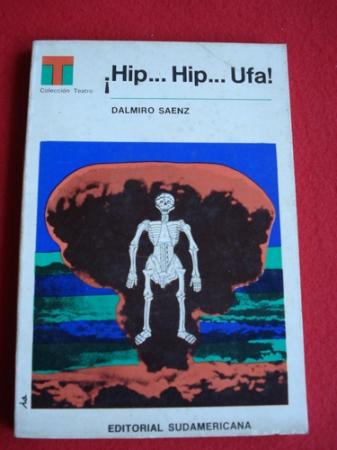 ¡Hip... Hip... Ufa!
Colección Teatro
DALMIRO SAENZ
EDITORIAL SUDAMERICANA